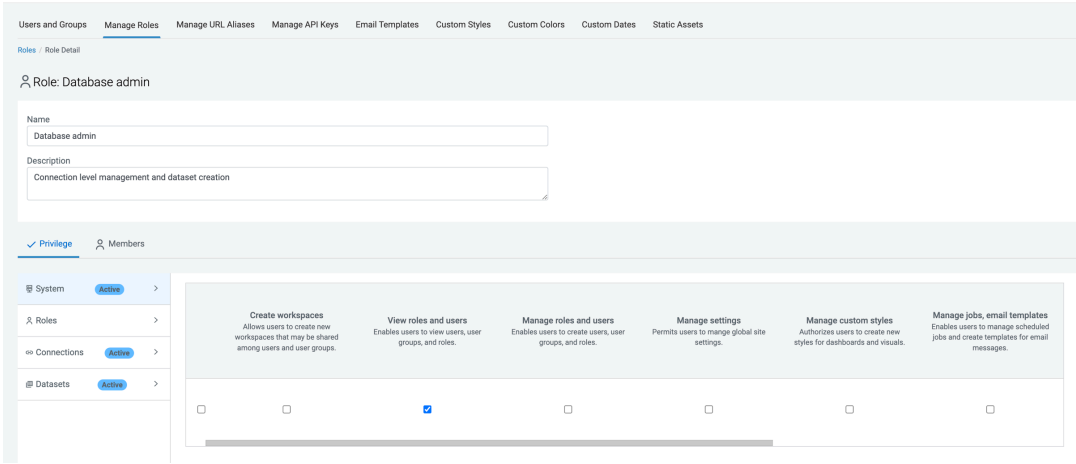 Users and Groups Manage Roles Manage URL Aliases Manage API Keys Email Templates Custom Styles Custom Colors Custom Dates Static Assets
Roles / Role Detail
Role: Database admin
Name
Database admin
Description
Connection level management and dataset creation
Privilege Members
System Active
Roles
Connections Active
Datasets Active
Create workspaces
Allows users to create new
workspaces that may be shared
among users and user groups.
View roles and users
Enables users to view users, user
groups, and roles.
Manage roles and users
Enables users to create users, user
groups, and roles.
Manage settings
Permits users to mange global site
settings.
Manage custom styles
Authorizes users to create new
styles for dashboards and visuals.
Manage jobs, email templates
Enables users to manage scheduled
jobs and create templates for email
messages.